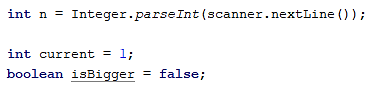 int n = Integer.parseInt(scanner.nextLine());
int current = 1;
boolean isBigger = false;